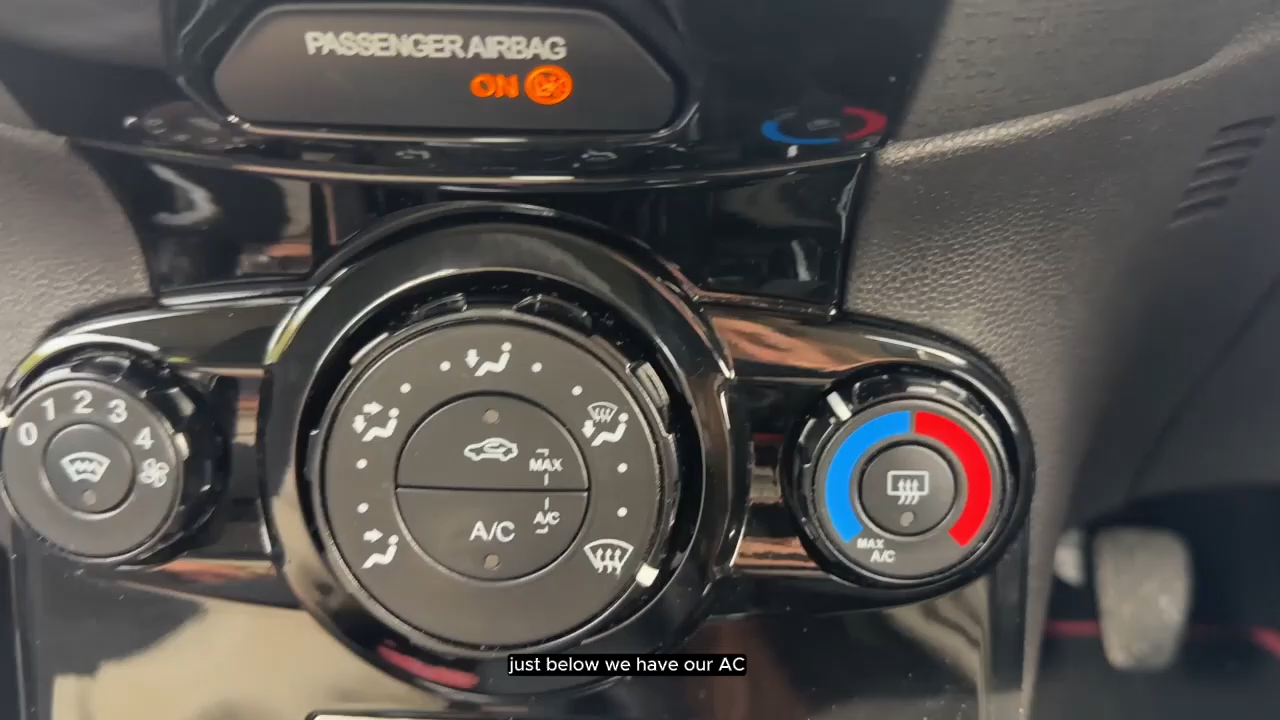 PASSENGER AIRBAG
ON
0 1 2 3 4
MAX
A/C A/C
MAX
A/C
just below we have our AC